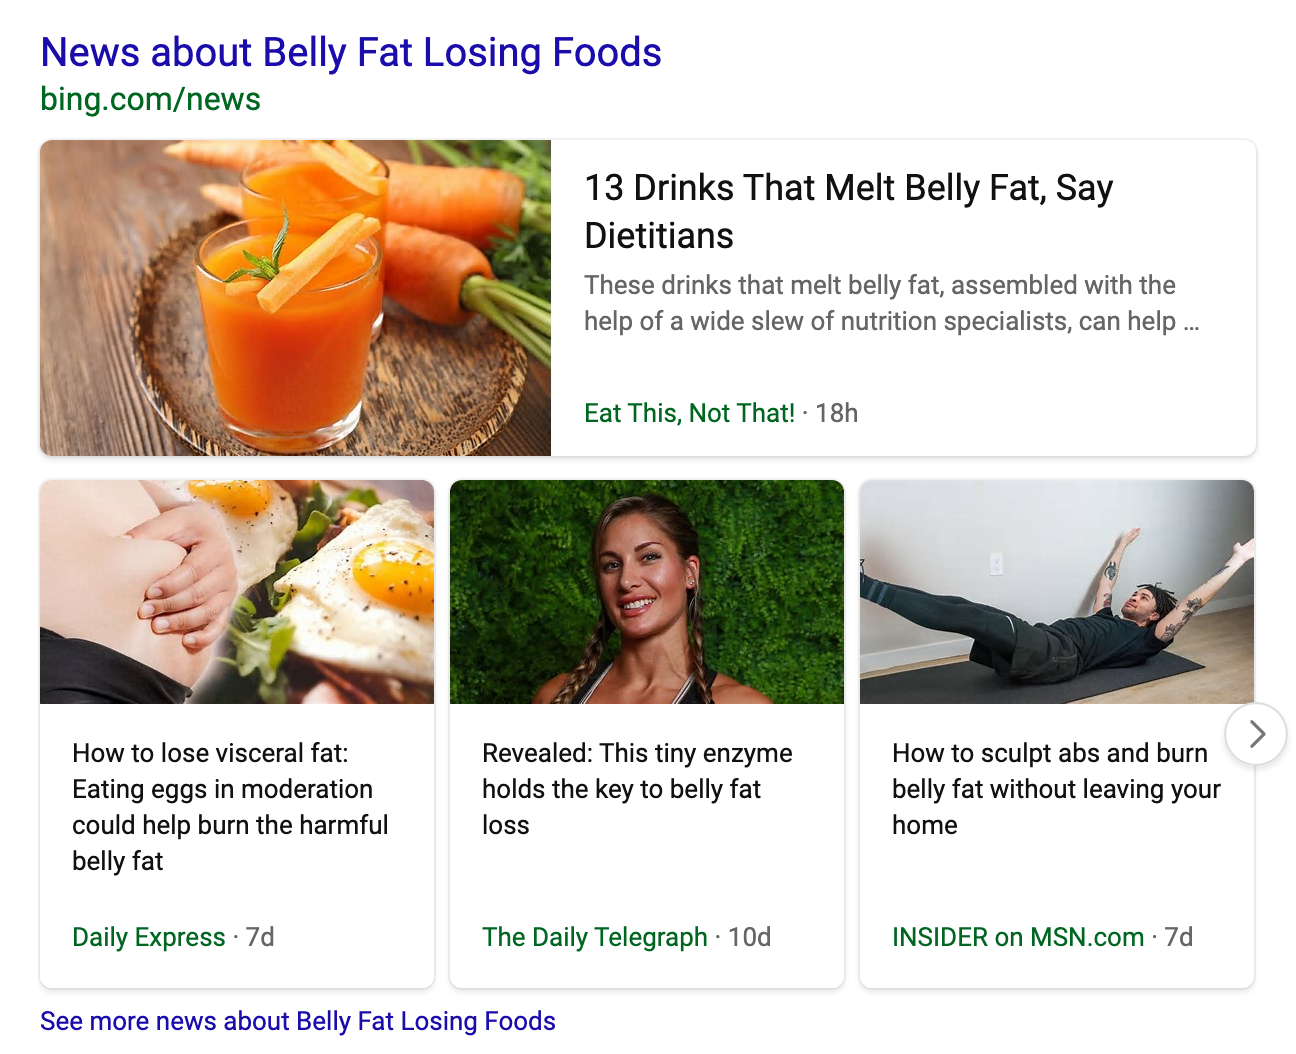 News about Belly Fat Losing Foods
bing.com/news
13 Drinks That Melt Belly Fat, Say
Dietitians
These drinks that melt belly fat, assembled with the
help of a wide slew of nutrition specialists, can help ...
Eat This, Not That! · 18h
How to lose visceral fat:
Eating eggs in moderation
could help burn the harmful
belly fat
Daily Express · 7d
Revealed: This tiny enzyme
holds the key to belly fat
loss
The Daily Telegraph · 10d
How to sculpt abs and burn
belly fat without leaving your
home
INSIDER on MSN.com · 7d
See more news about Belly Fat Losing Foods